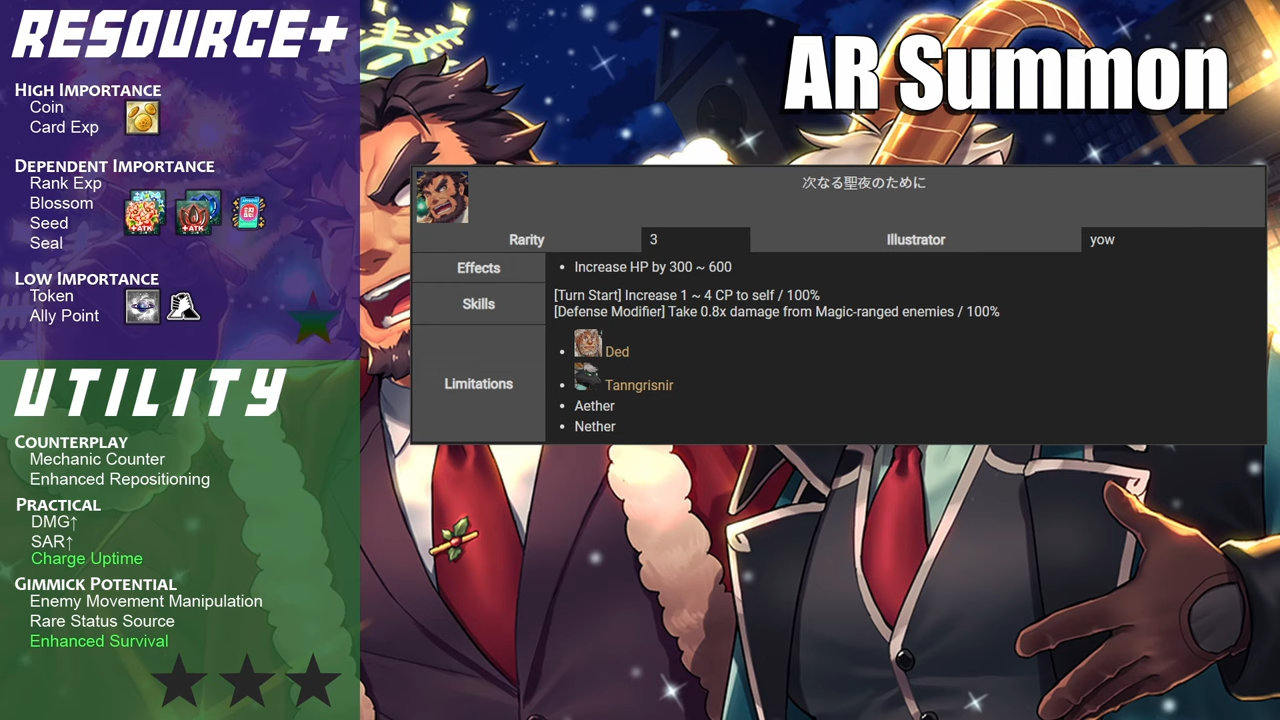 RESOURCE+
HIGH IMPORTANCE
Coin
Card Exp
DEPENDENT IMPORTANCE
Rank Exp
Blossom
Seed
Seal
+ATK
+ATK
LOW IMPORTANCE
Token
Ally Point
UTILITY
COUNTERPLAY
Mechanic Counter
Enhanced Repositioning
PRACTICAL
DMG↑
SAR↑
Charge Uptime
GIMMICK POTENTIAL
Enemy Movement Manipulation
Rare Status Source
Enhanced Survival
AR Summon
次なる聖夜のために
Rarity 3 Illustrator yow
Effects
• Increase HP by 300 ~ 600
Skills
[Turn Start] Increase 1 ~ 4 CP to self / 100%
[Defense Modifier] Take 0.8x damage from Magic-ranged enemies / 100%
Limitations
• Ded
• Tanngrisnir
• Aether
• Nether